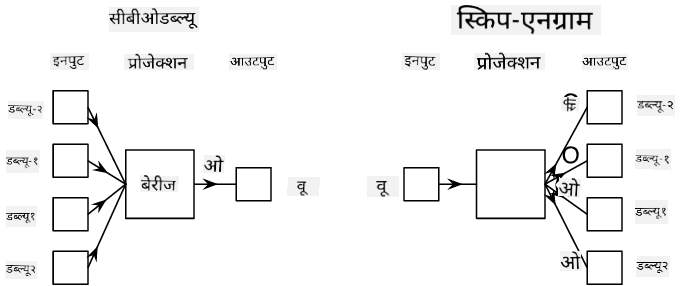 सीबीओडब्ल्यू
इनपुट
प्रोजेक्शन
आउटपुट
डब्ल्यू-२
डब्ल्यू-१
डब्ल्यू१
डब्ल्यू२
बेरीज
ओ
वू
स्किप-एनग्राम
इनपुट
प्रोजेक्शन
आउटपुट
वू
O
ओ
ओ
डब्ल्यू-२
डब्ल्यू-१
डब्ल्यू१
डब्ल्यू२